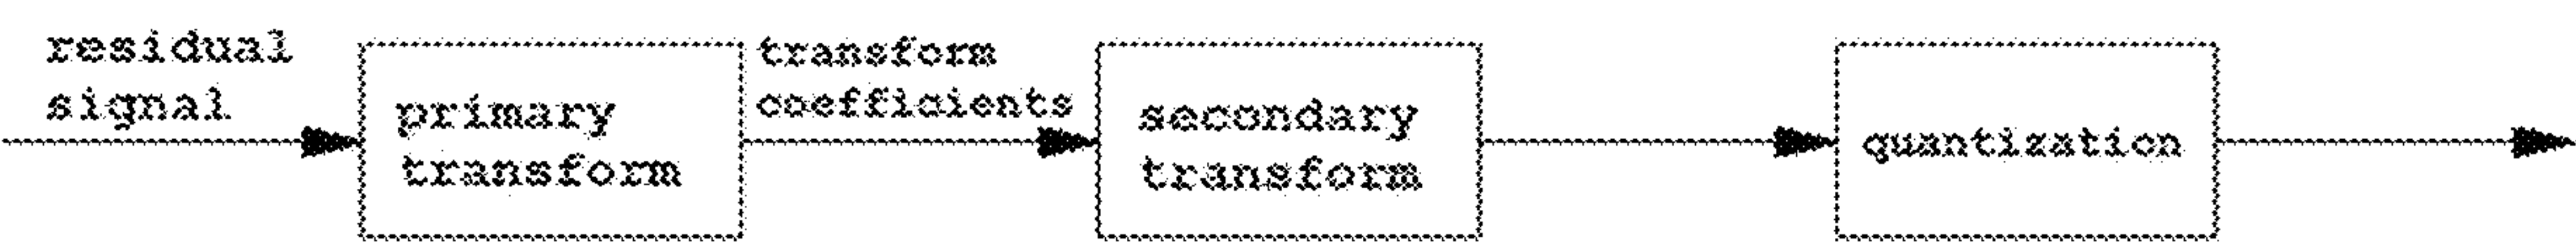 residual
signal
primary
transform
transform
coefficients
secondary
transform
quantization